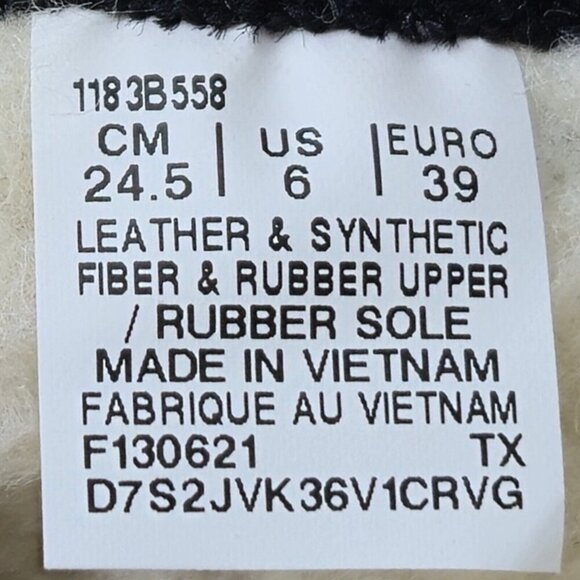 1183B558
CM | US | EURO
24.5 | 6 | 39
LEATHER & SYNTHETIC
FIBER & RUBBER UPPER
/ RUBBER SOLE
MADE IN VIETNAM
FABRIQUE AU VIETNAM
F130621 TX
D7S2JVK36V1CRVG